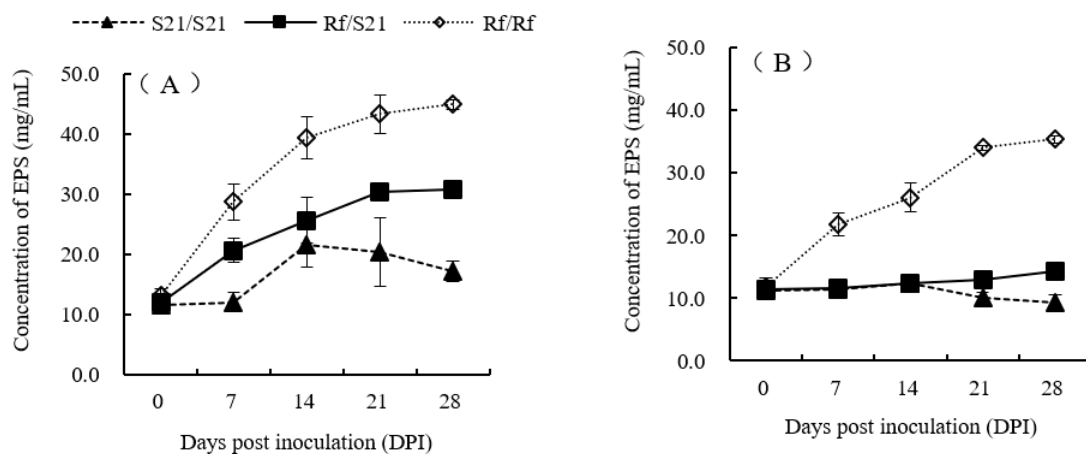 S21/S21 Rf/S21 Rf/Rf
( A )
Concentration of EPS (mg/mL)
50.0
40.0
30.0
20.0
10.0
0.0
0 7 14 21 28
Days post inoculation (DPI)
( B )
Concentration of EPS (mg/mL)
50.0
40.0
30.0
20.0
10.0
0.0
0 7 14 21 28
Days post inoculation (DPI)